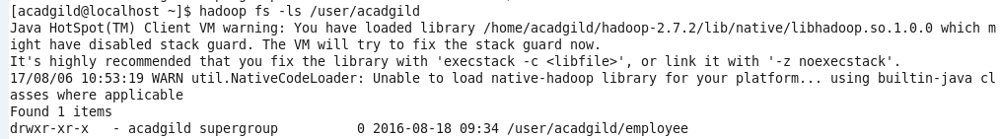 [acadgild@localhost ~]$ hadoop fs -ls /user/acadgild
Java HotSpot(TM) Client VM warning: You have loaded library /home/acadgild/hadoop-2.7.2/lib/native/libhadoop.so.1.0.0 which m
ight have disabled stack guard. The VM will try to fix the stack guard now.
It's highly recommended that you fix the library with 'execstack -c <libfile>', or link it with '-z noexecstack'.
17/08/06 10:53:19 WARN util.NativeCodeLoader: Unable to load native-hadoop library for your platform... using builtin-java cl
asses where applicable
Found 1 items
drwxr-xr-x   - acadgild supergroup          0 2016-08-18 09:34 /user/acadgild/employee